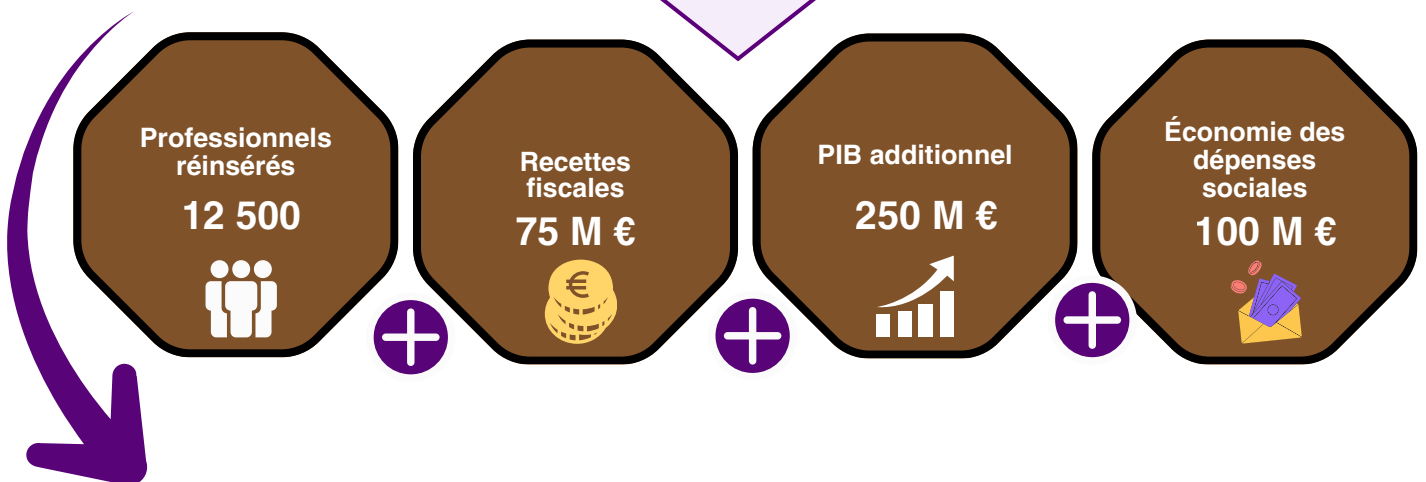 Professionnels
réinsérés
12 500
Recettes
fiscales
75 M €
€
PIB additionnel
250 M €
Économie des
dépenses
sociales
100 M €